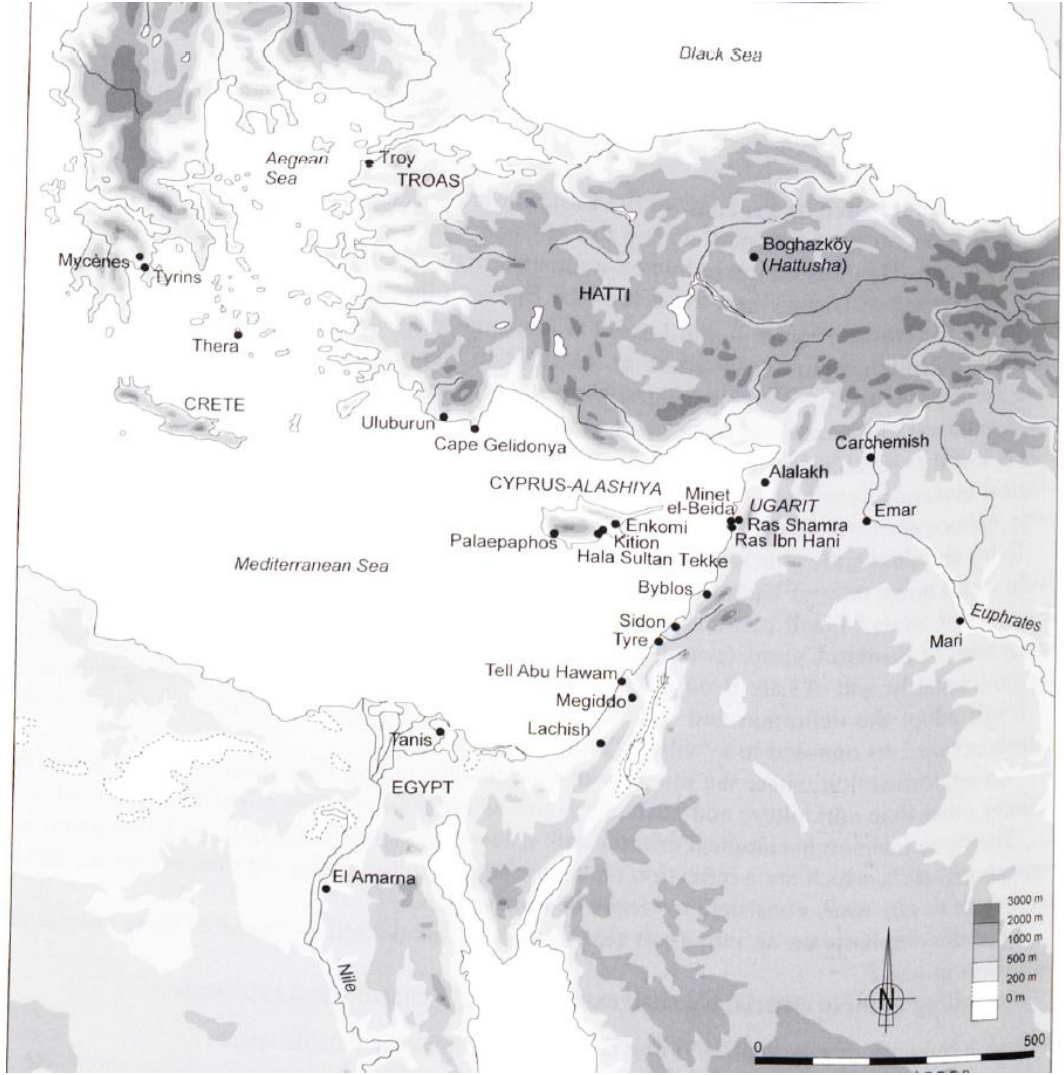 Black Sea
Aegean
Sea
Troy
TROAS
Boghazköy
(Hattusha)
Mycènes
Tyrins
HATTI
Thera
CRETE
Uluburun
Cape Gelidonya
Carchemish
Alalakh
CYPRUS-ALASHIYA
Minet
el-Beida
UGARIT
Emar
Enkomi
Ras Shamra
Palaepaphos
Kition
Ras Ibn Hani
Hala Sultan Tekke
Mediterranean Sea
Byblos
Euphrates
Sidon
Tyre
Mari
Tell Abu Hawam
Megiddo
Lachish
Tanis
EGYPT
El Amarna
Nile
3000 m
2000 m
1000 m
500 m
200 m
0 m
N
0
500